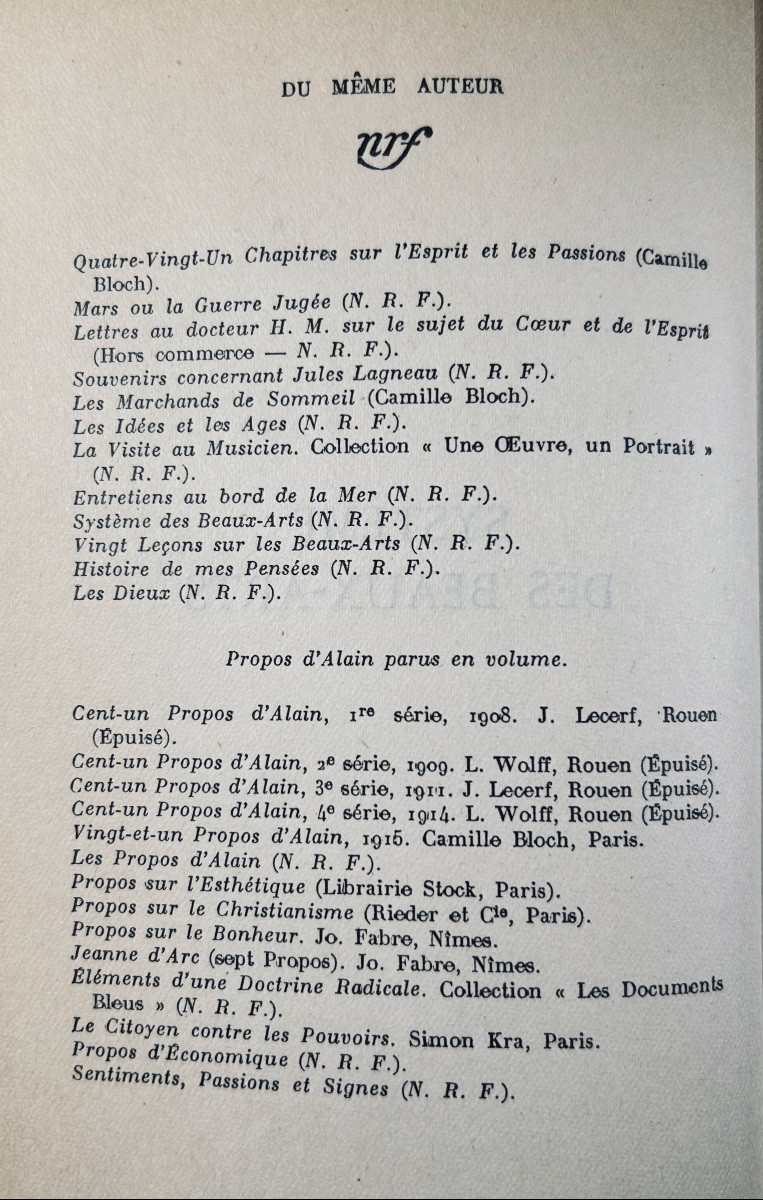 DU MÊME AUTEUR
nrf
Quatre-Vingt-Un Chapitres sur l'Esprit et les Passions (Camille
Bloch).
Mars ou la Guerre Jugée (N. R. F.).
Lettres au docteur H. M. sur le sujet du Cœur et de l'Esprit
(Hors commerce — N. R. F.).
Souvenirs concernant Jules Lagneau (N. R. F.).
Les Marchands de Sommeil (Camille Bloch).
Les Idées et les Ages (N. R. F.).
La Visite au Musicien. Collection « Une Œuvre, un Portrait »
(N. R. F.).
Entretiens au bord de la Mer (N. R. F.).
Système des Beaux-Arts (N. R. F.).
Vingt Leçons sur les Beaux-Arts (N. R. F.).
Histoire de mes Pensées (N. R. F.).
Les Dieux (N. R. F.).
Propos d'Alain parus en volume.
Cent-un Propos d'Alain, 1re série, 1908. J. Lecerf, Rouen
(Épuisé).
Cent-un Propos d'Alain, 2e série, 1909. L. Wolff, Rouen (Épuisé).
Cent-un Propos d'Alain, 3e série, 1911. J. Lecerf, Rouen (Épuisé).
Cent-un Propos d'Alain, 4e série, 1914. L. Wolff, Rouen (Épuisé).
Vingt-et-un Propos d'Alain, 1915. Camille Bloch, Paris.
Les Propos d'Alain (N. R. F.).
Propos sur l'Esthétique (Librairie Stock, Paris).
Propos sur le Christianisme (Rieder et Cie, Paris).
Propos sur le Bonheur. Jo. Fabre, Nîmes.
Jeanne d'Arc (sept Propos). Jo. Fabre, Nîmes.
Éléments d'une Doctrine Radicale. Collection « Les Documents
Bleus » (N. R. F.).
Le Citoyen contre les Pouvoirs. Simon Kra, Paris.
Propos d'Économique (N. R. F.).
Sentiments, Passions et Signes (N. R. F.).